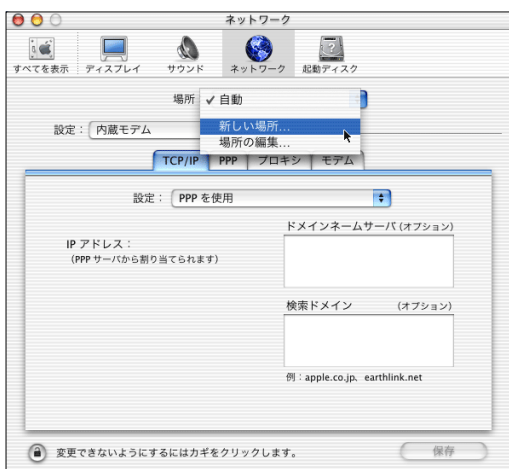 ネットワーク
すべてを表示 ディスプレイ サウンド ネットワーク 起動ディスク
場所 ✓ 自動
新しい場所...
場所の編集...
設定： 内蔵モデム
TCP/IP PPP プロキシ モデム
設定： PPP を使用
ドメインネームサーバ (オプション)
IP アドレス：
(PPP サーバから割り当てられます)
検索ドメイン (オプション)
例：apple.co.jp、earthlink.net
変更できないようにするにはカギをクリックします。
保存